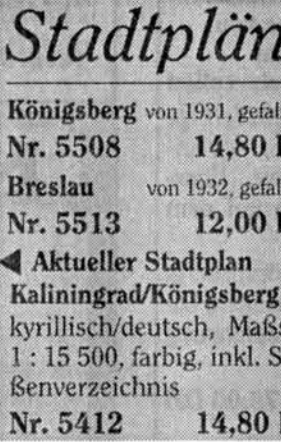 Stadtplän
Königsberg von 1931, gefal
Nr. 5508 14,80
Breslau von 1932, gefal
Nr. 5513 12,00
◄ Aktueller Stadtplan
Kaliningrad/Königsberg
kyrillisch/deutsch, Maßs
1 : 15 500, farbig, inkl. S
ßenverzeichnis
Nr. 5412 14,80